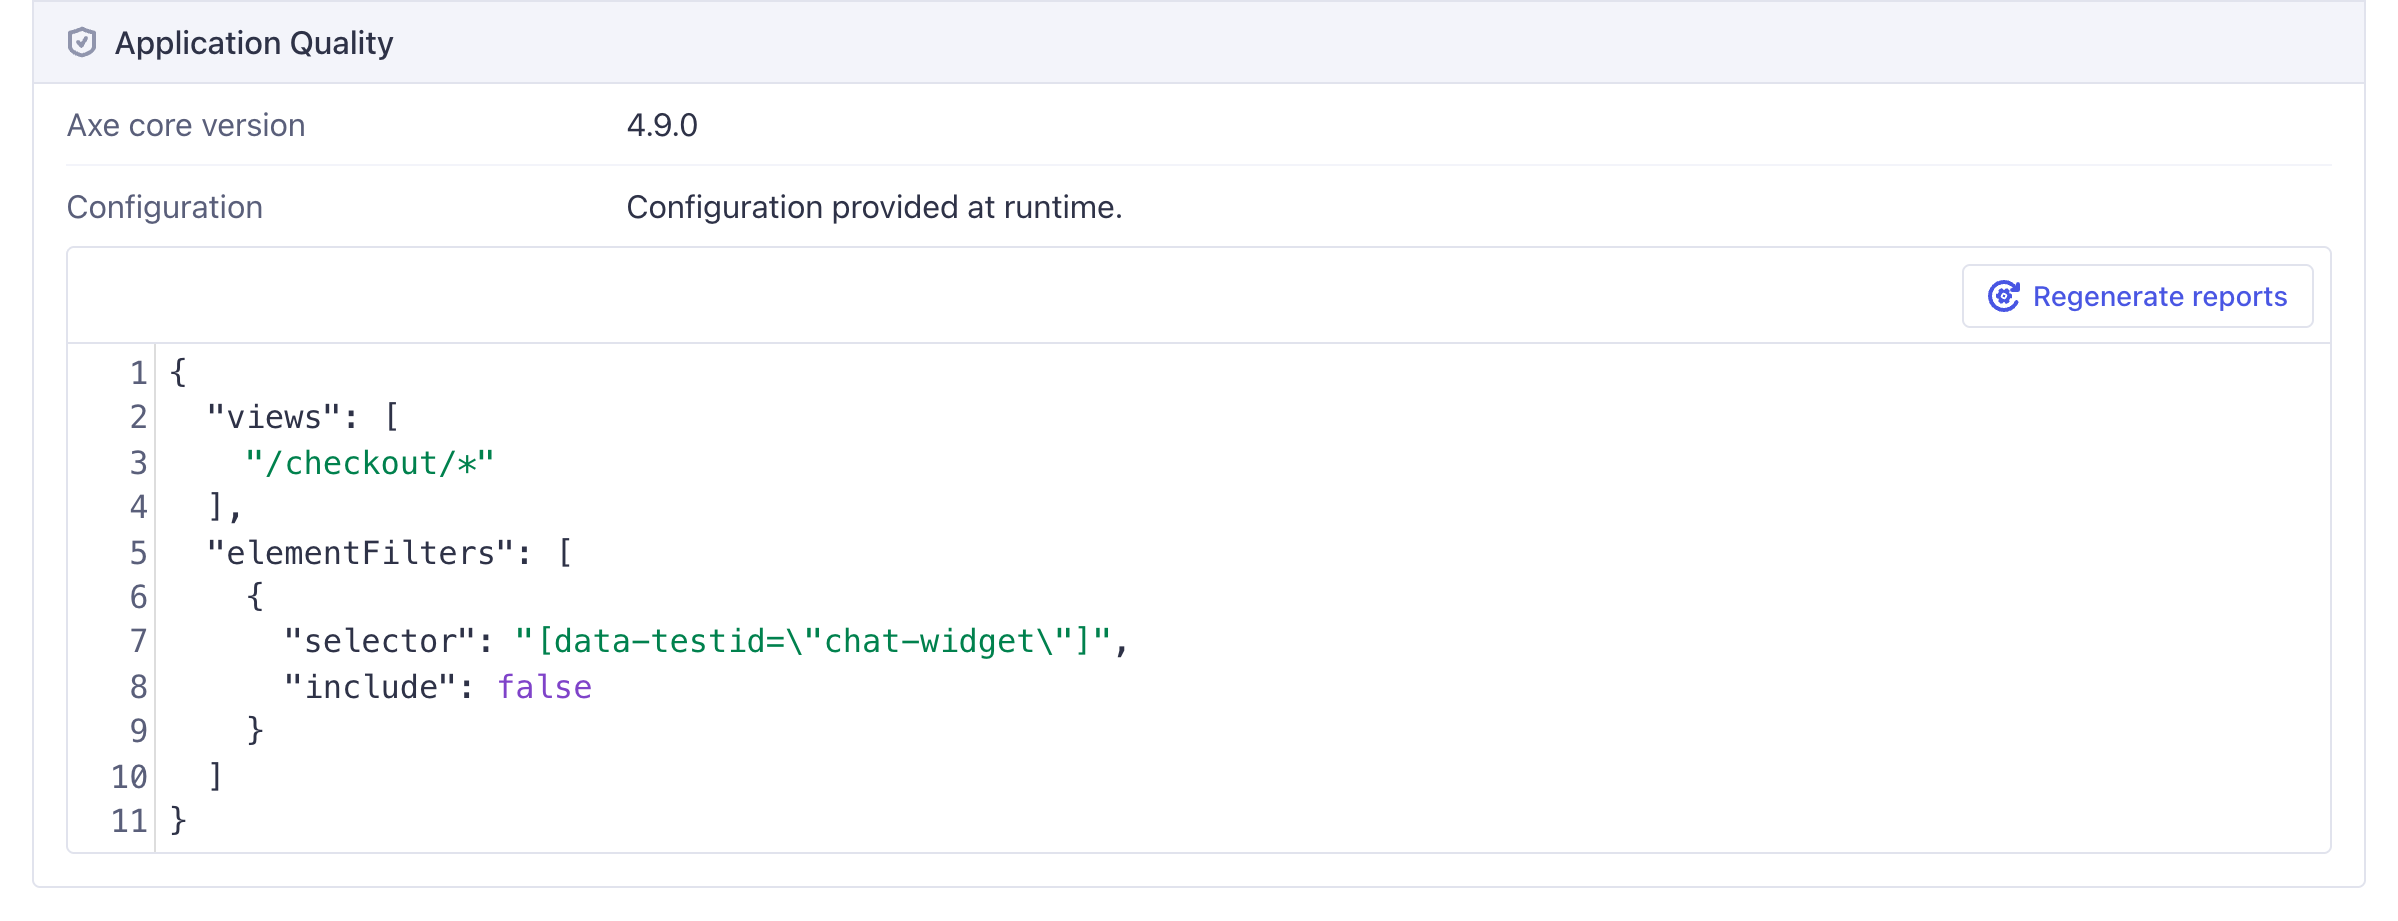 Application Quality
Axe core version 4.9.0
Configuration Configuration provided at runtime.
Regenerate reports
1 {
2   "views": [
3     "/checkout/*"
4   ],
5   "elementFilters": [
6     {
7       "selector": "[data-testid=\"chat-widget\"]",
8       "include": false
9     }
10   ]
11 }